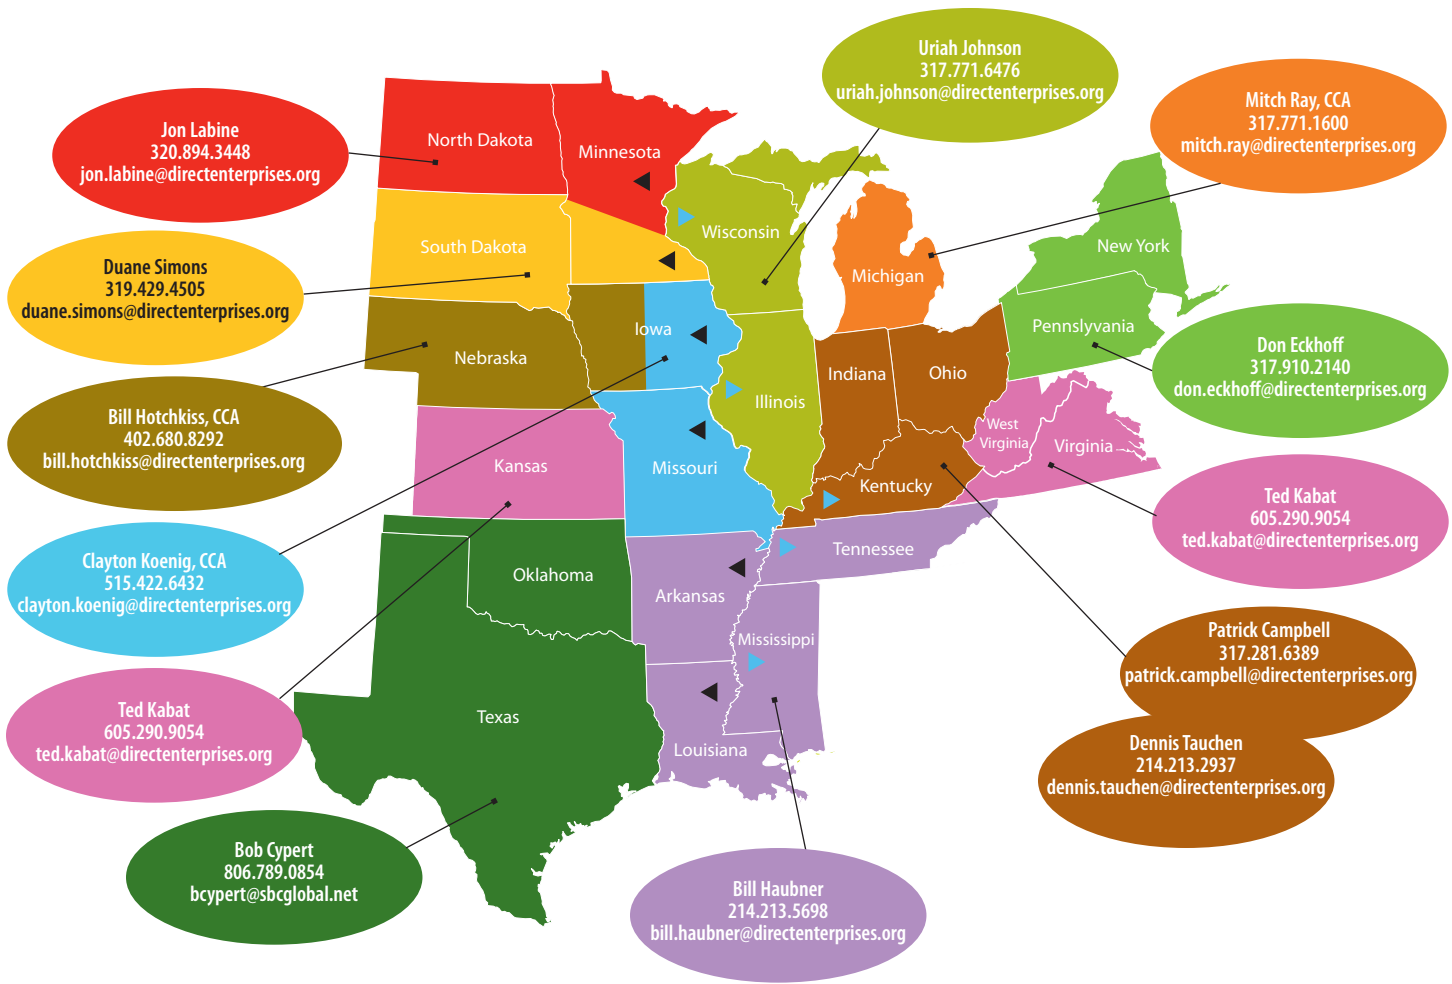 Uriah Johnson
317.771.6476
uriah.johnson@directenterprises.org
Mitch Ray, CCA
317.771.1600
mitch.ray@directenterprises.org
Jon Labine
320.894.3448
jon.labine@directenterprises.org
North Dakota
Minnesota
Wisconsin
South Dakota
New York
Michigan
Duane Simons
319.429.4505
duane.simons@directenterprises.org
Iowa
Pennslyvania
Nebraska
Indiana
Ohio
Illinois
Don Eckhoff
317.910.2140
don.eckhoff@directenterprises.org
Bill Hotchkiss, CCA
402.680.8292
bill.hotchkiss@directenterprises.org
Kansas
Missouri
Kentucky
West
Virginia
Virginia
Ted Kabat
605.290.9054
ted.kabat@directenterprises.org
Clayton Koenig, CCA
515.422.6432
clayton.koenig@directenterprises.org
Oklahoma
Arkansas
Tennessee
Mississippi
Patrick Campbell
317.281.6389
patrick.campbell@directenterprises.org
Ted Kabat
605.290.9054
ted.kabat@directenterprises.org
Texas
Louisiana
Dennis Tauchen
214.213.2937
dennis.tauchen@directenterprises.org
Bob Cypert
806.789.0854
bcypert@sbcglobal.net
Bill Haubner
214.213.5698
bill.haubner@directenterprises.org